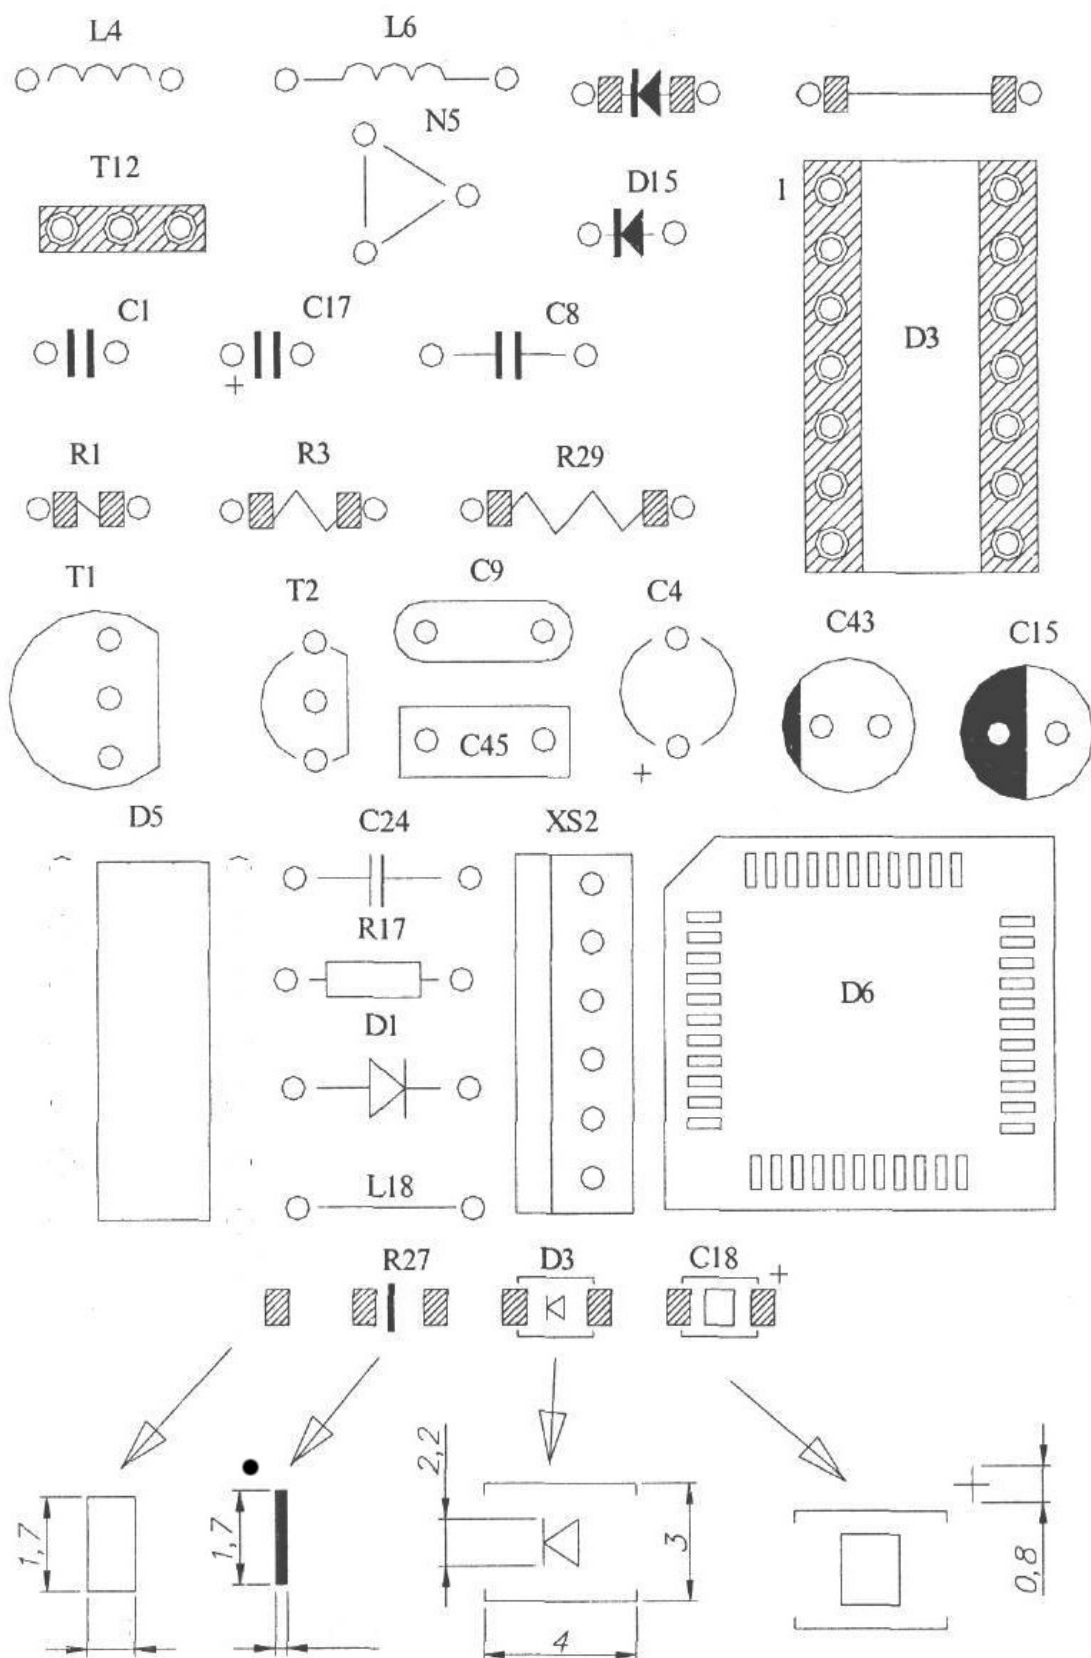 L4 L6
N5
T12 D15 1
C1 C17 C8 D3
+
R1 R3 R29
T1 T2 C9 C4 C43 C15
C45
+
D5 C24 XS2
R17
D6
D1
L18
R27 D3 C18 +
2,2
1,7 1,7 3 0,8
4